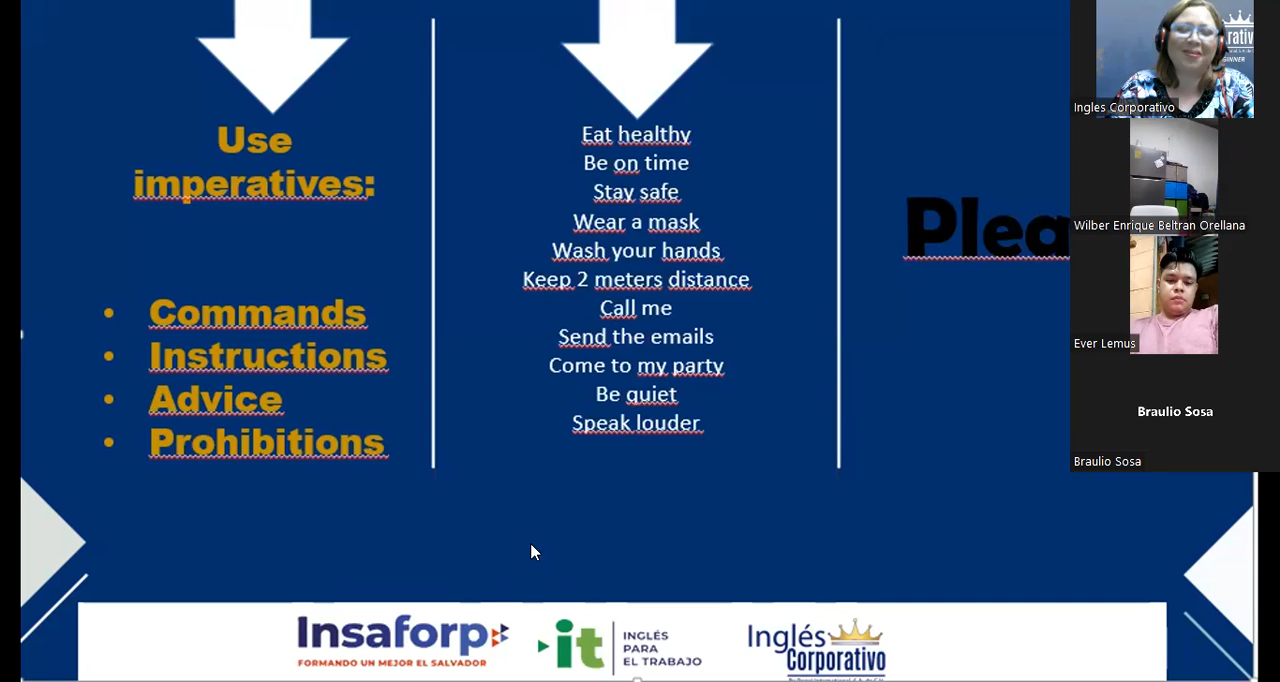 Use
imperatives:
• Commands
• Instructions
• Advice
• Prohibitions
Eat healthy
Be on time
Stay safe
Wear a mask
Wash your hands
Keep 2 meters distance
Call me
Send the emails
Come to my party
Be quiet
Speak louder
Plea
Ingles Corporativo
Wilber Enrique Beltran Orellana
Ever Lemus
Braulio Sosa
Braulio Sosa
Insaforp
FORMANDO UN MEJOR EL SALVADOR
it
INGLÉS
PARA
EL TRABAJO
Inglés
Corporativo